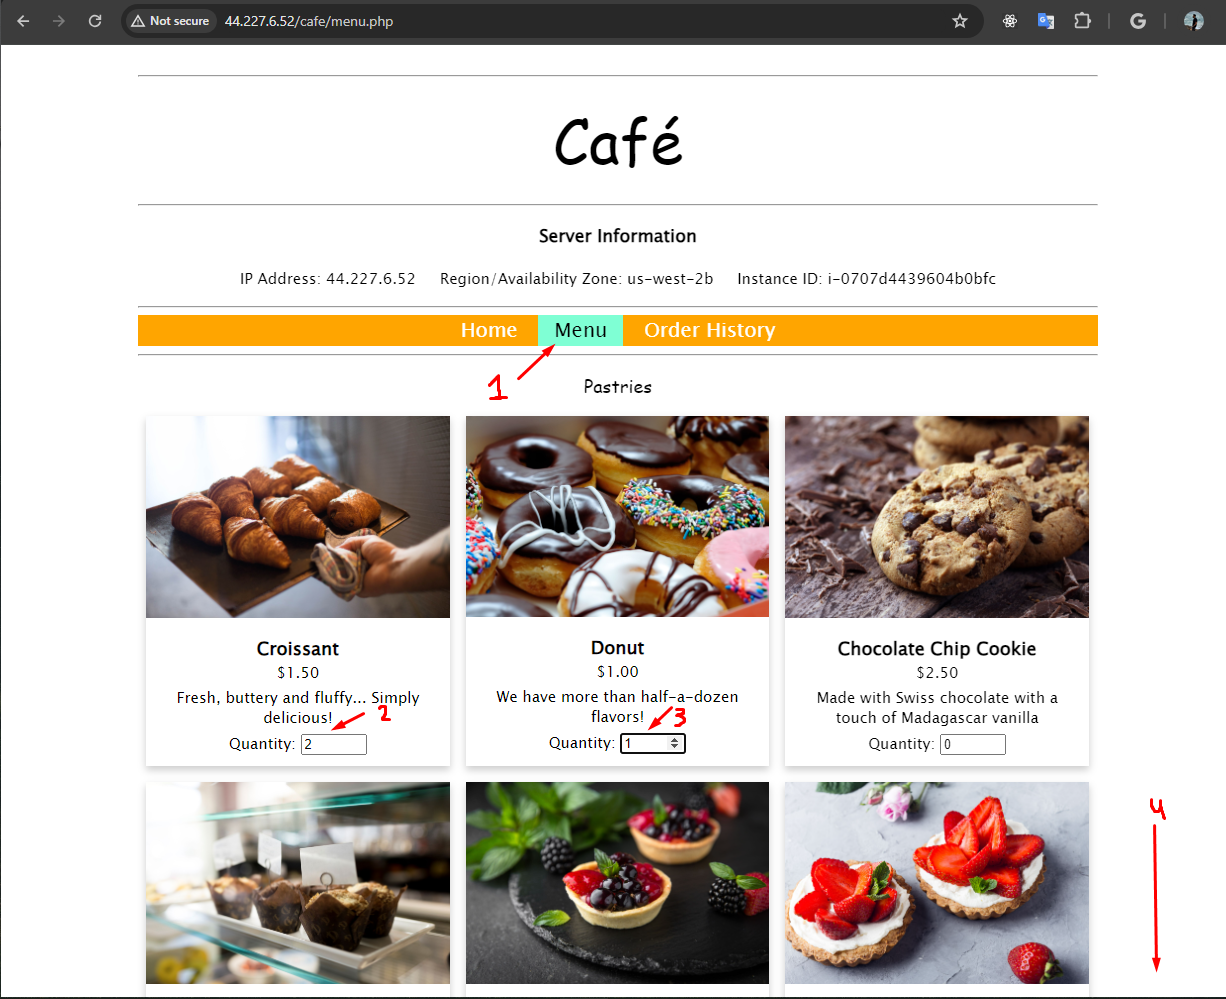 Not secure 44.227.6.52/cafe/menu.php
Café
Server Information
IP Address: 44.227.6.52 Region/Availability Zone: us-west-2b Instance ID: i-0707d4439604b0bfc
Home Menu Order History
1
Pastries
Croissant
$1.50
Fresh, buttery and fluffy... Simply
delicious!
2
Quantity: 2
Donut
$1.00
We have more than half-a-dozen
flavors!
3
Quantity: 1
Chocolate Chip Cookie
$2.50
Made with Swiss chocolate with a
touch of Madagascar vanilla
Quantity: 0
4